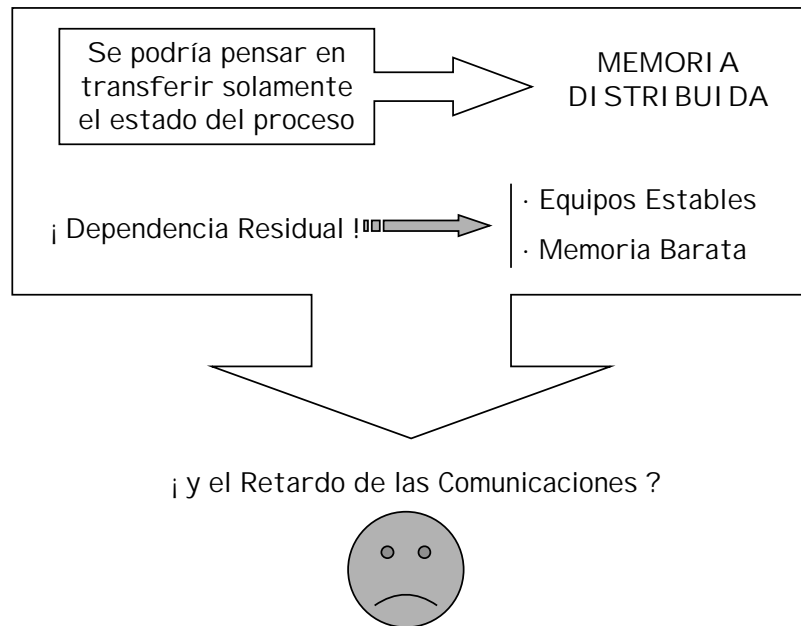 Se podría pensar en
transferir solamente
el estado del proceso
MEMORIA
DISTRIBUIDA
¡ Dependencia Residual !
· Equipos Estables
· Memoria Barata
¡ y el Retardo de las Comunicaciones ?